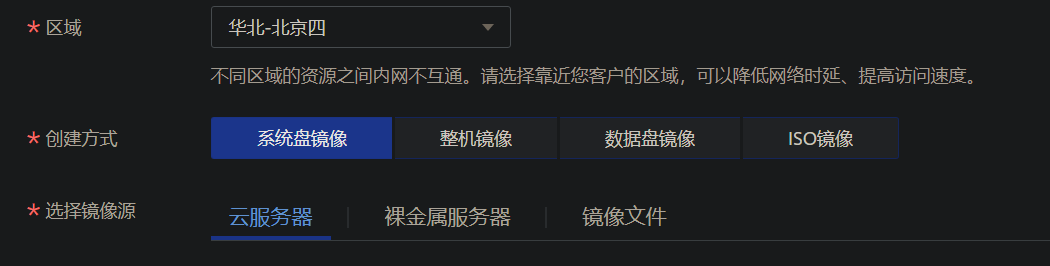 * 区域 华北-北京四
不同区域的资源之间内网不互通。请选择靠近您客户的区域，可以降低网络时延、提高访问速度。
* 创建方式 系统盘镜像 整机镜像 数据盘镜像 ISO镜像
* 选择镜像源 云服务器 裸金属服务器 镜像文件